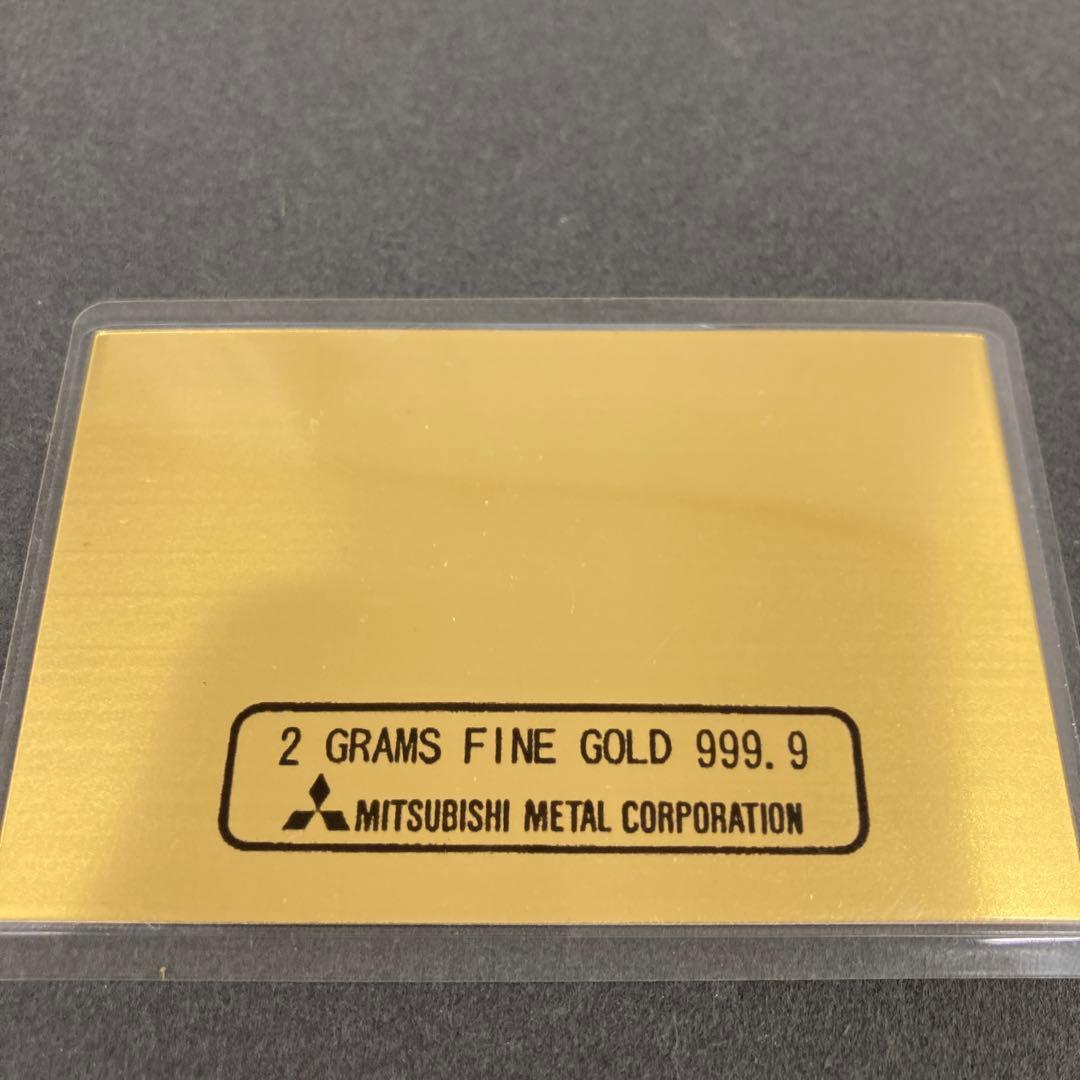 2 GRAMS FINE GOLD 999.9
MITSUBISHI METAL CORPORATION